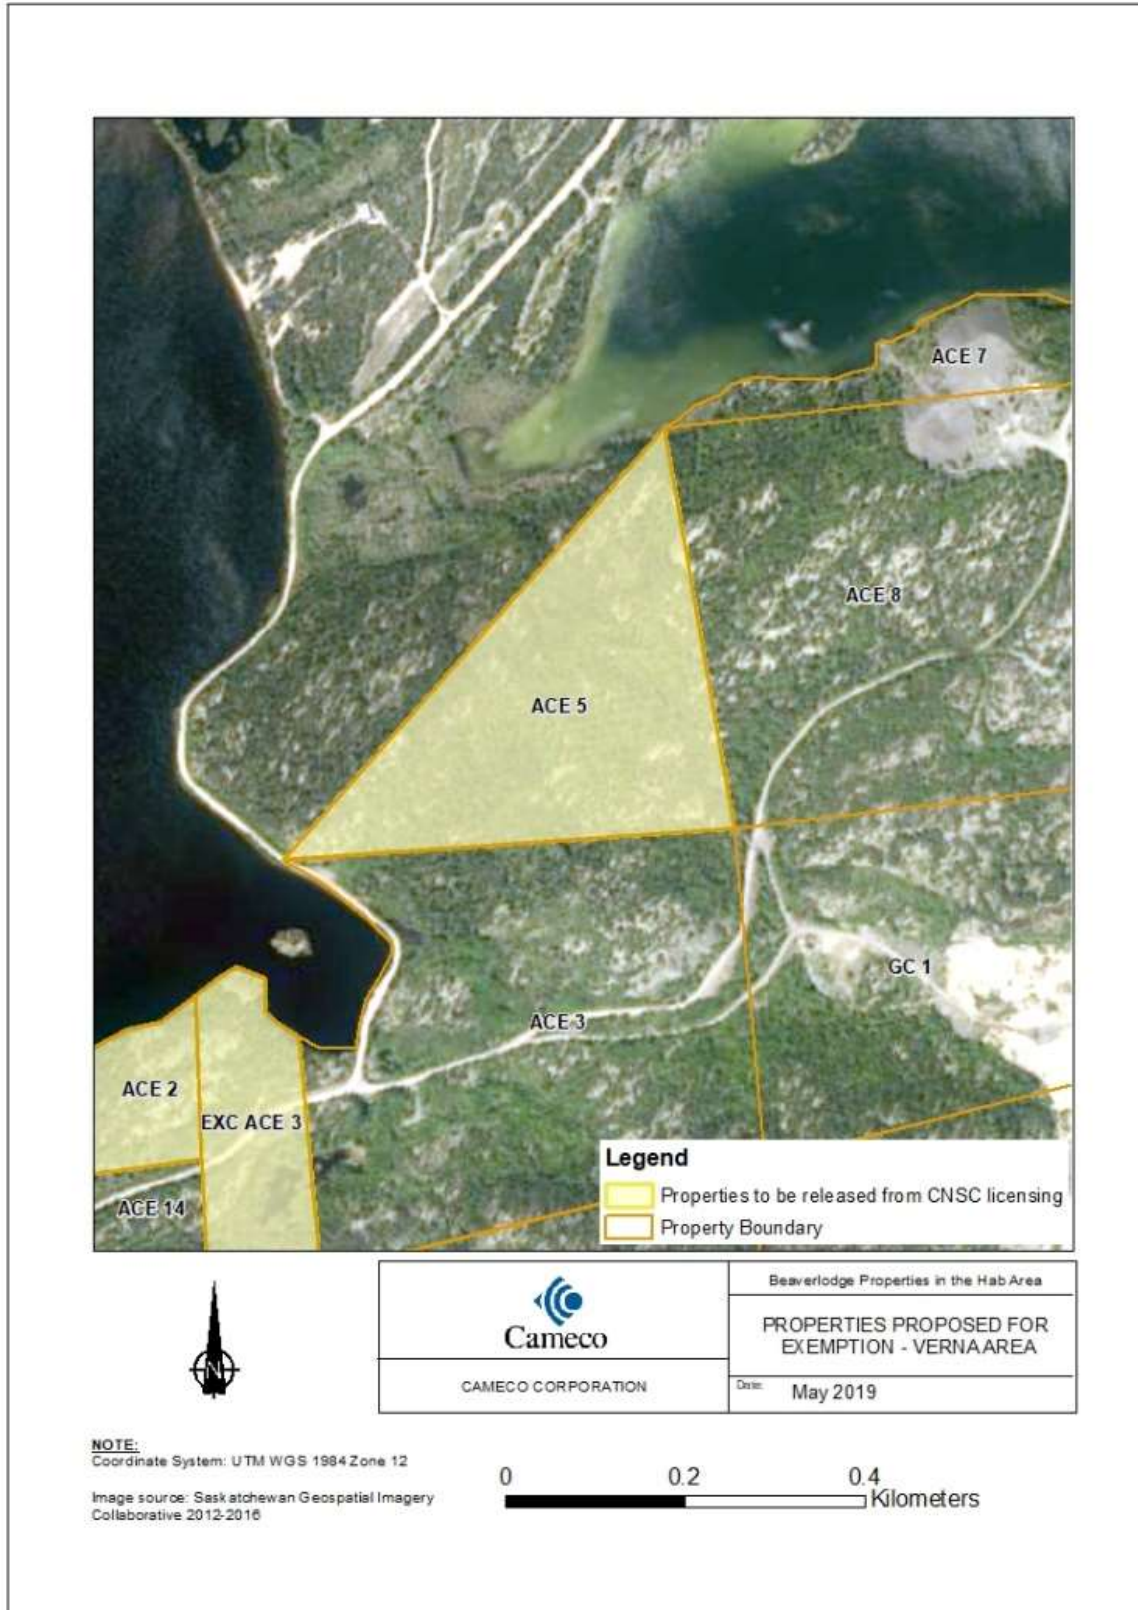 ACE 7
ACE 8
ACE 5
GC 1
ACE 3
ACE 2
EXC ACE 3
ACE 14
Legend
Properties to be released from CNSC licensing
Property Boundary
N
Cameco
CAMECO CORPORATION
Beaverlodge Properties in the Hab Area
PROPERTIES PROPOSED FOR
EXEMPTION - VERNA AREA
Date:
May 2019
NOTE:
Coordinate System: UTM WGS 1984 Zone 12
Image source: Saskatchewan Geospatial Imagery
Collaborative 2012-2016
0 0.2 0.4
Kilometers